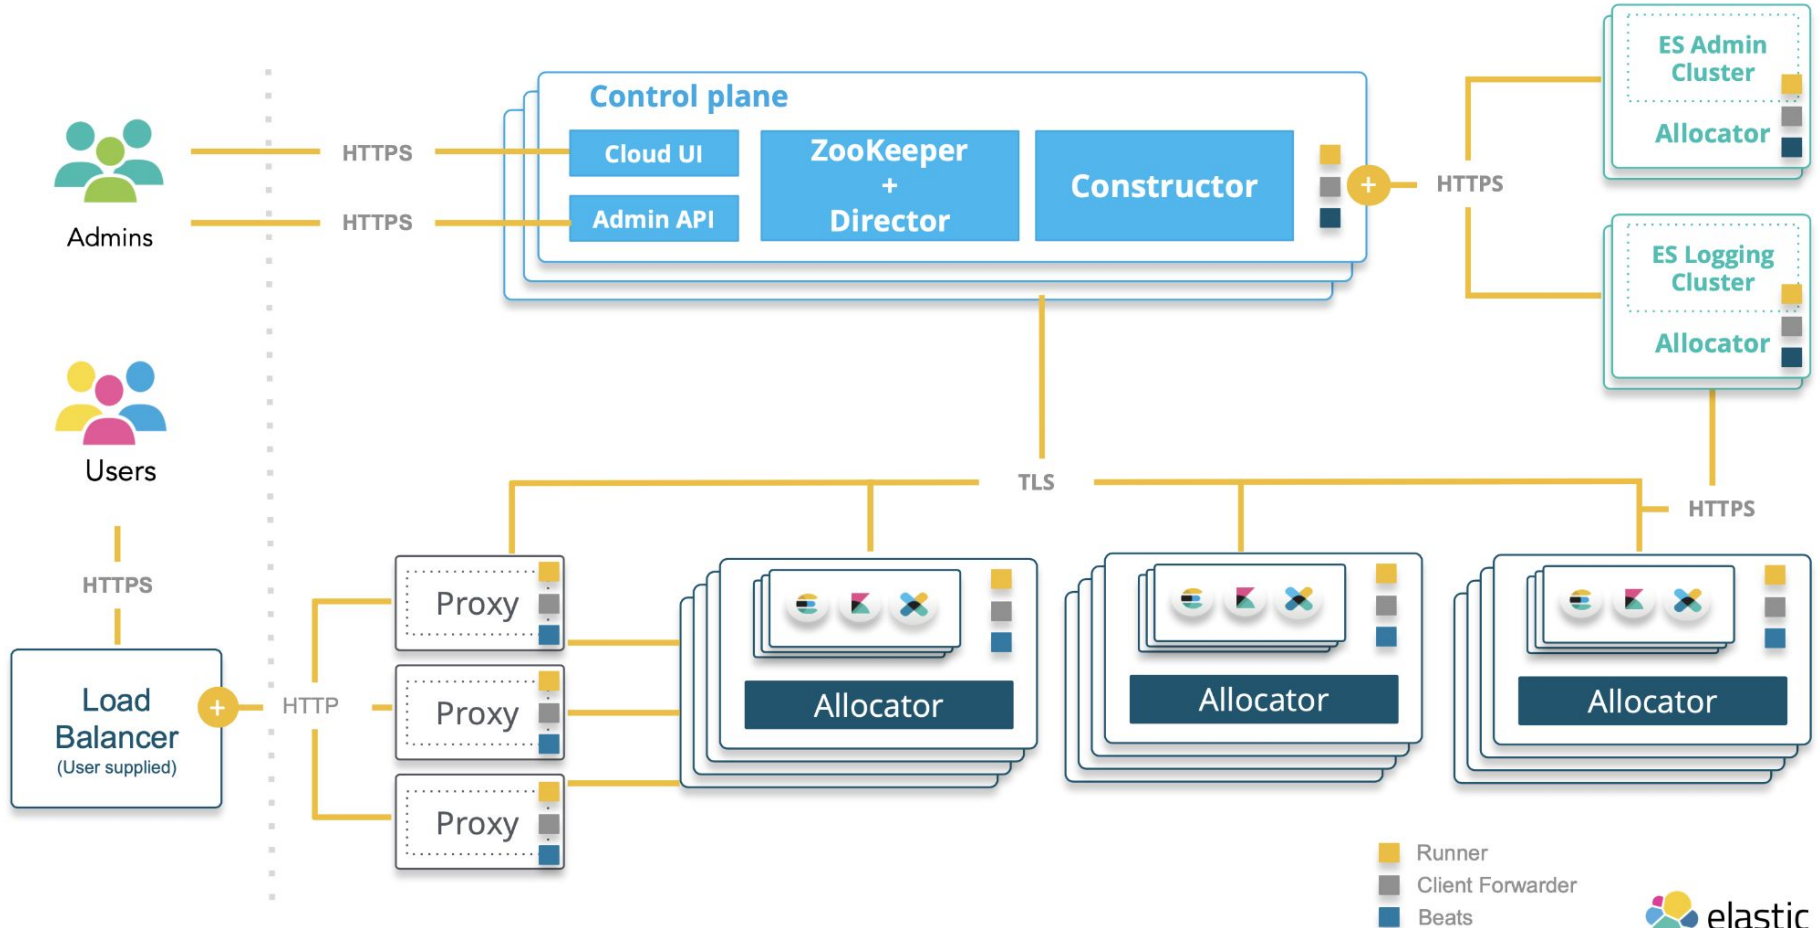 Control plane
Cloud UI
Admin API
ZooKeeper
+
Director
Constructor
+
HTTPS
HTTPS
Admins
HTTPS
ES Admin
Cluster
Allocator
ES Logging
Cluster
Allocator
Users
HTTPS
TLS
HTTPS
Load
Balancer
(User supplied)
+
HTTP
Proxy
Proxy
Proxy
Allocator
Allocator
Allocator
Runner
Client Forwarder
Beats
elastic